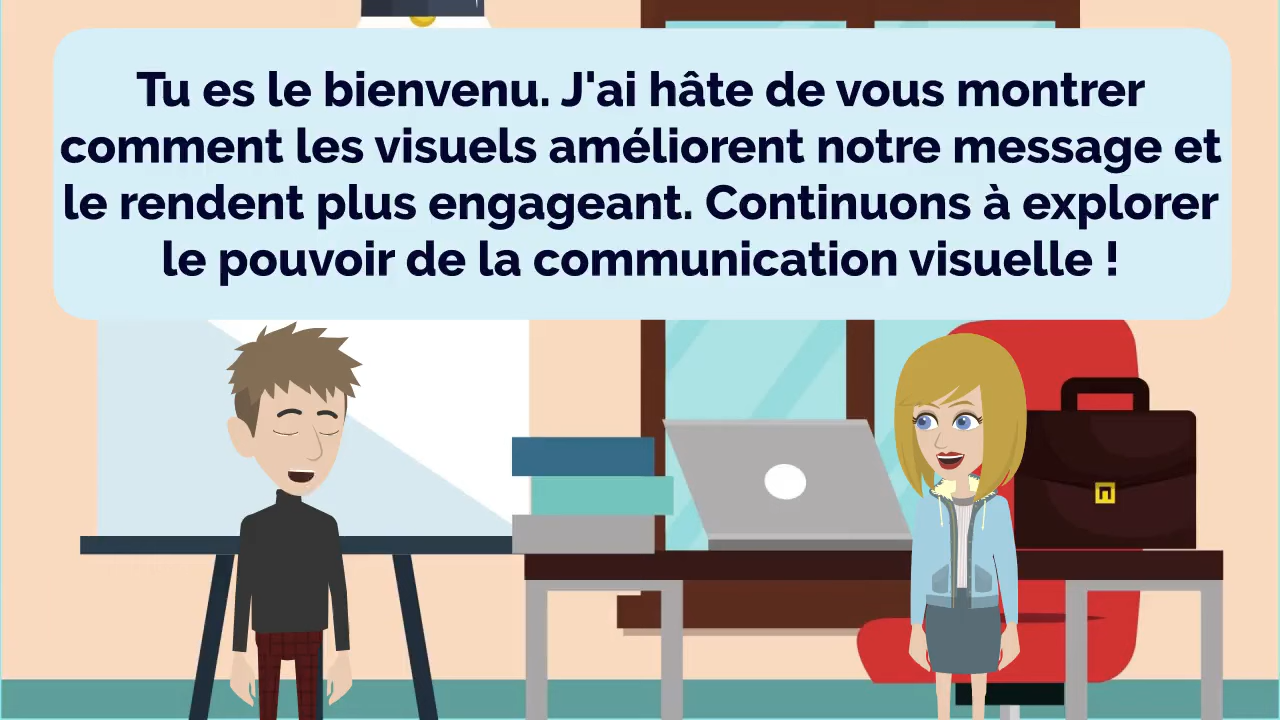 Tu es le bienvenu. J'ai hâte de vous montrer
comment les visuels améliorent notre message et
le rendent plus engageant. Continuons à explorer
le pouvoir de la communication visuelle !